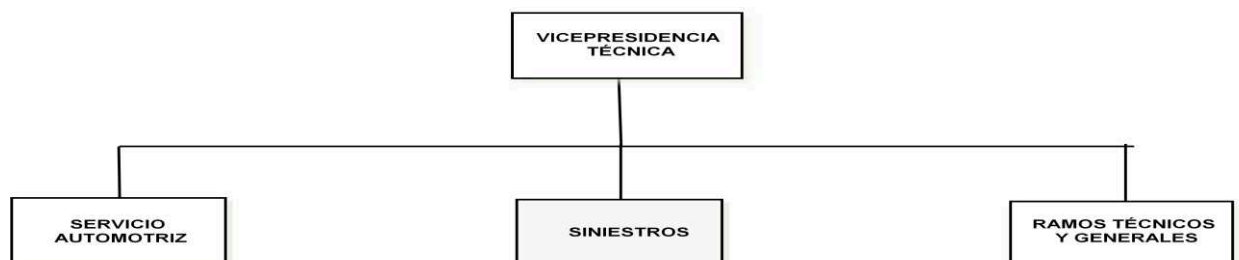 VICEPRESIDENCIA
TÉCNICA
SERVICIO
AUTOMOTRIZ
SINIESTROS
RAMOS TÉCNICOS
Y GENERALES